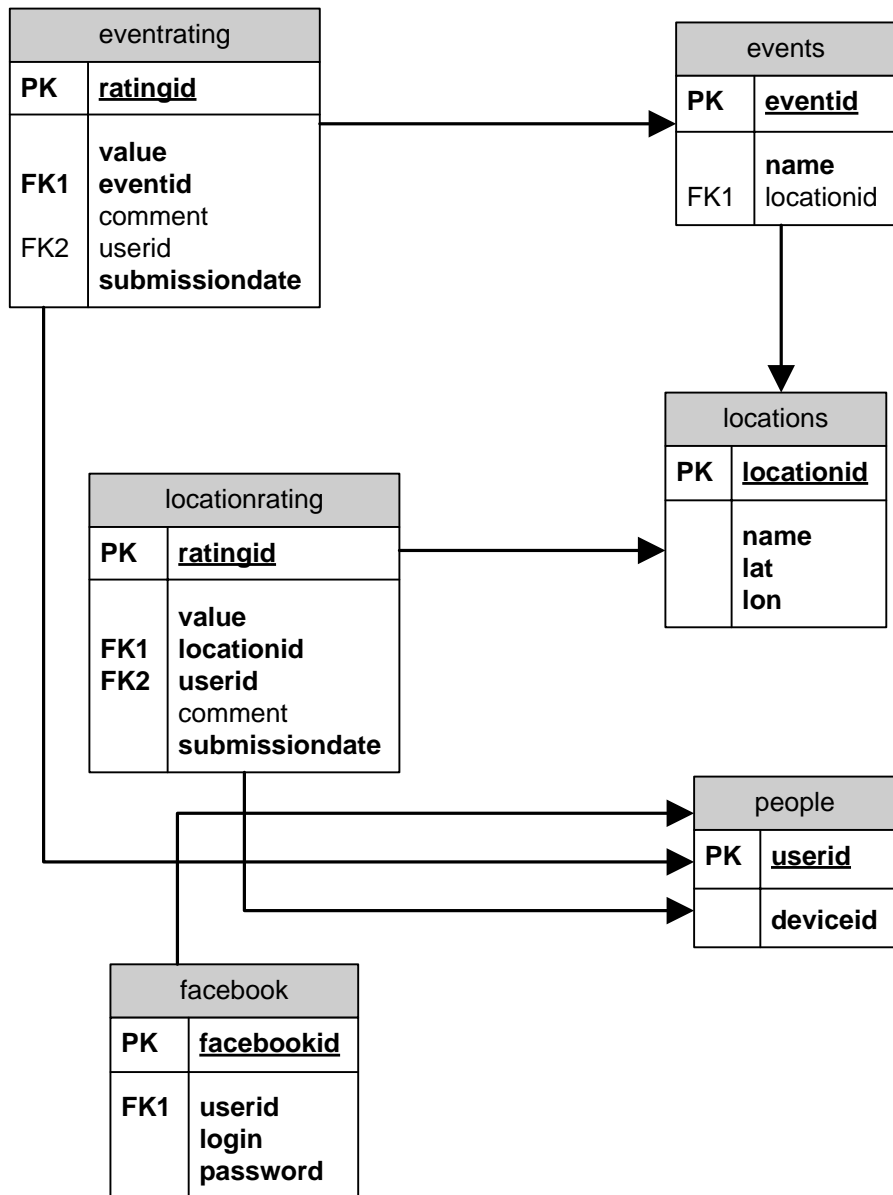 eventrating
PK ratingid
value
FK1 eventid
comment
FK2 userid
submissiondate
events
PK eventid
name
FK1 locationid
locations
PK locationid
name
lat
lon
locationrating
PK ratingid
value
FK1 locationid
FK2 userid
comment
submissiondate
people
PK userid
deviceid
facebook
PK facebookid
FK1 userid
login
password